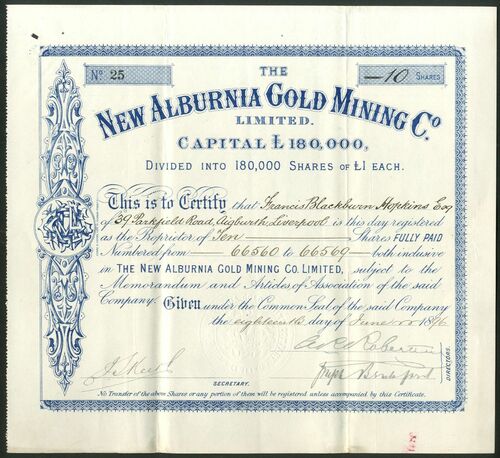 Nº 25
—10 SHARES
THE
NEW ALBURNIA GOLD MINING Cº
LIMITED.
CAPITAL £180,000,
DIVIDED INTO 180,000 SHARES OF £1 EACH.
This is to Certify that Francis Blackburn Hopkins Esq
of 39 Parkfield Road, Aigburth, Liverpool is this day registered
as the Proprietor of Ten Shares FULLY PAID
Numbered from 66560 to 66569 both inclusive
in THE NEW ALBURNIA GOLD MINING CO. LIMITED, subject to the
Memorandum and Articles of Association of the said
Company. Given under the Common Seal of the said Company
the eighteenth day of June 1896
DIRECTORS.
SECRETARY.
No Transfer of the above Shares or any portion of them will be registered unless accompanied by this Certificate.